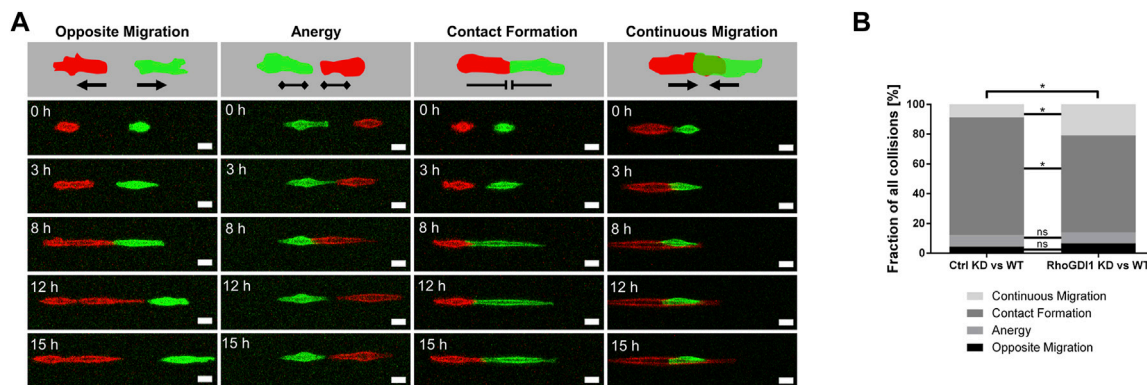 A
Opposite Migration
Anergy
Contact Formation
Continuous Migration
0 h
0 h
0 h
0 h
3 h
3 h
3 h
3 h
8 h
8 h
8 h
8 h
12 h
12 h
12 h
12 h
15 h
15 h
15 h
15 h
B
Fraction of all collisions [%]
100
80
60
40
20
0
*
*
*
ns
ns
Ctrl KD vs WT
RhoGDI1 KD vs WT
Continuous Migration
Contact Formation
Anergy
Opposite Migration